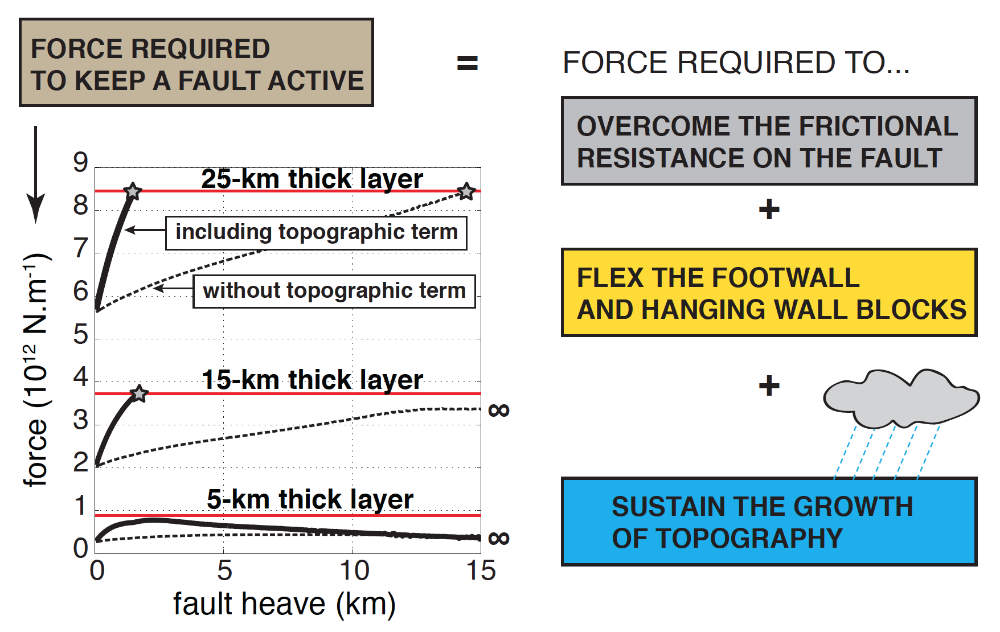 FORCE REQUIRED
TO KEEP A FAULT ACTIVE
=
FORCE REQUIRED TO...
OVERCOME THE FRICTIONAL
RESISTANCE ON THE FAULT
+
FLEX THE FOOTWALL
AND HANGING WALL BLOCKS
+
SUSTAIN THE GROWTH
OF TOPOGRAPHY
force (10¹² N.m⁻¹)
9
8
7
6
5
4
3
2
1
0
25-km thick layer
including topographic term
without topographic term
15-km thick layer
∞
5-km thick layer
∞
0 5 10 15
fault heave (km)